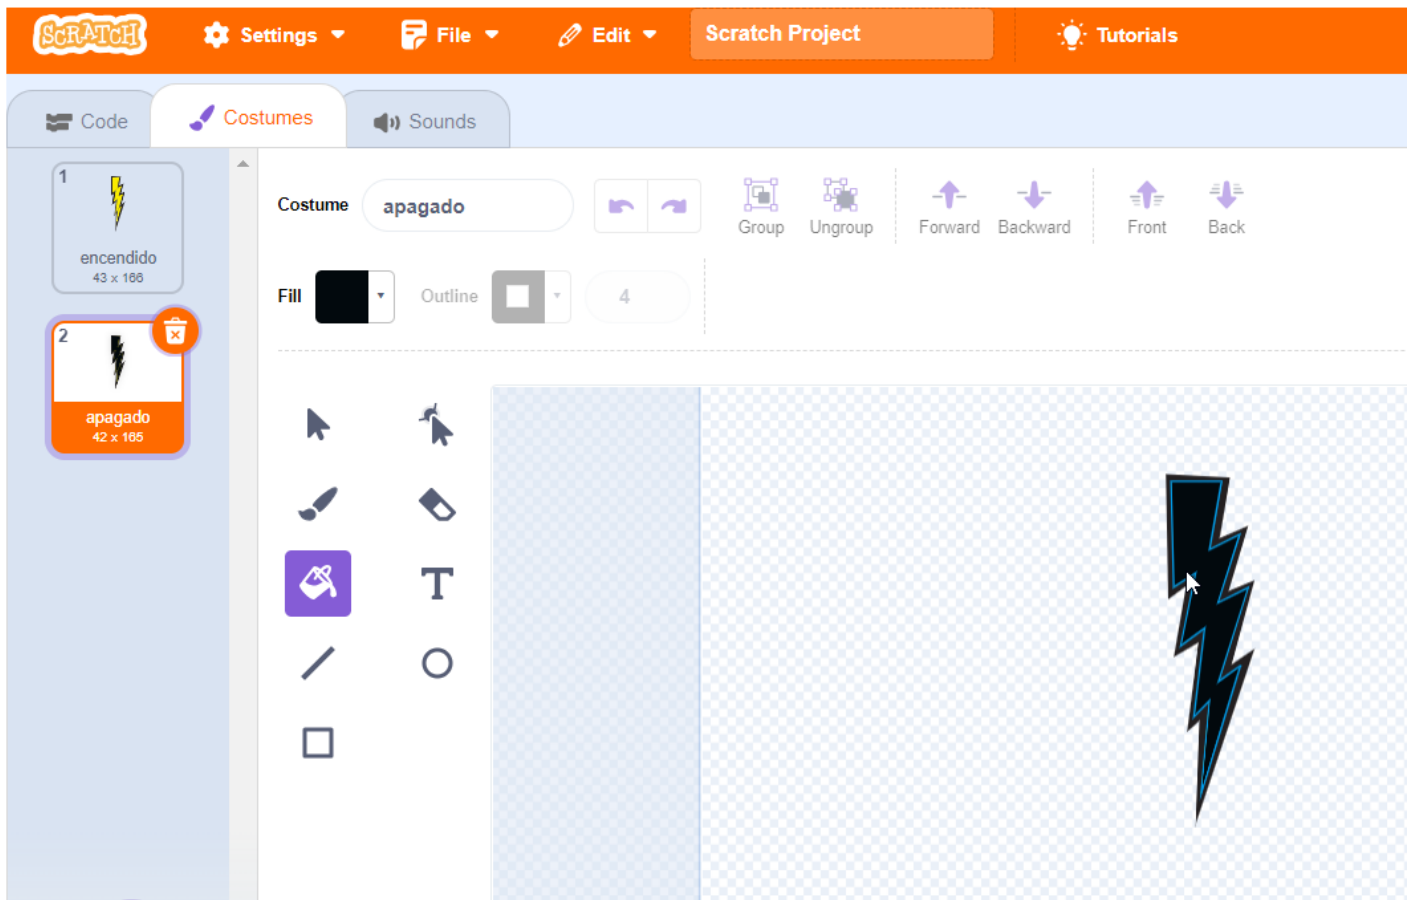 SCRATCH Settings File Edit Scratch Project Tutorials
Code Costumes Sounds
1
encendido
43 x 166
2
apagado
42 x 165
Costume apagado
Group Ungroup Forward Backward Front Back
Fill Outline 4
T